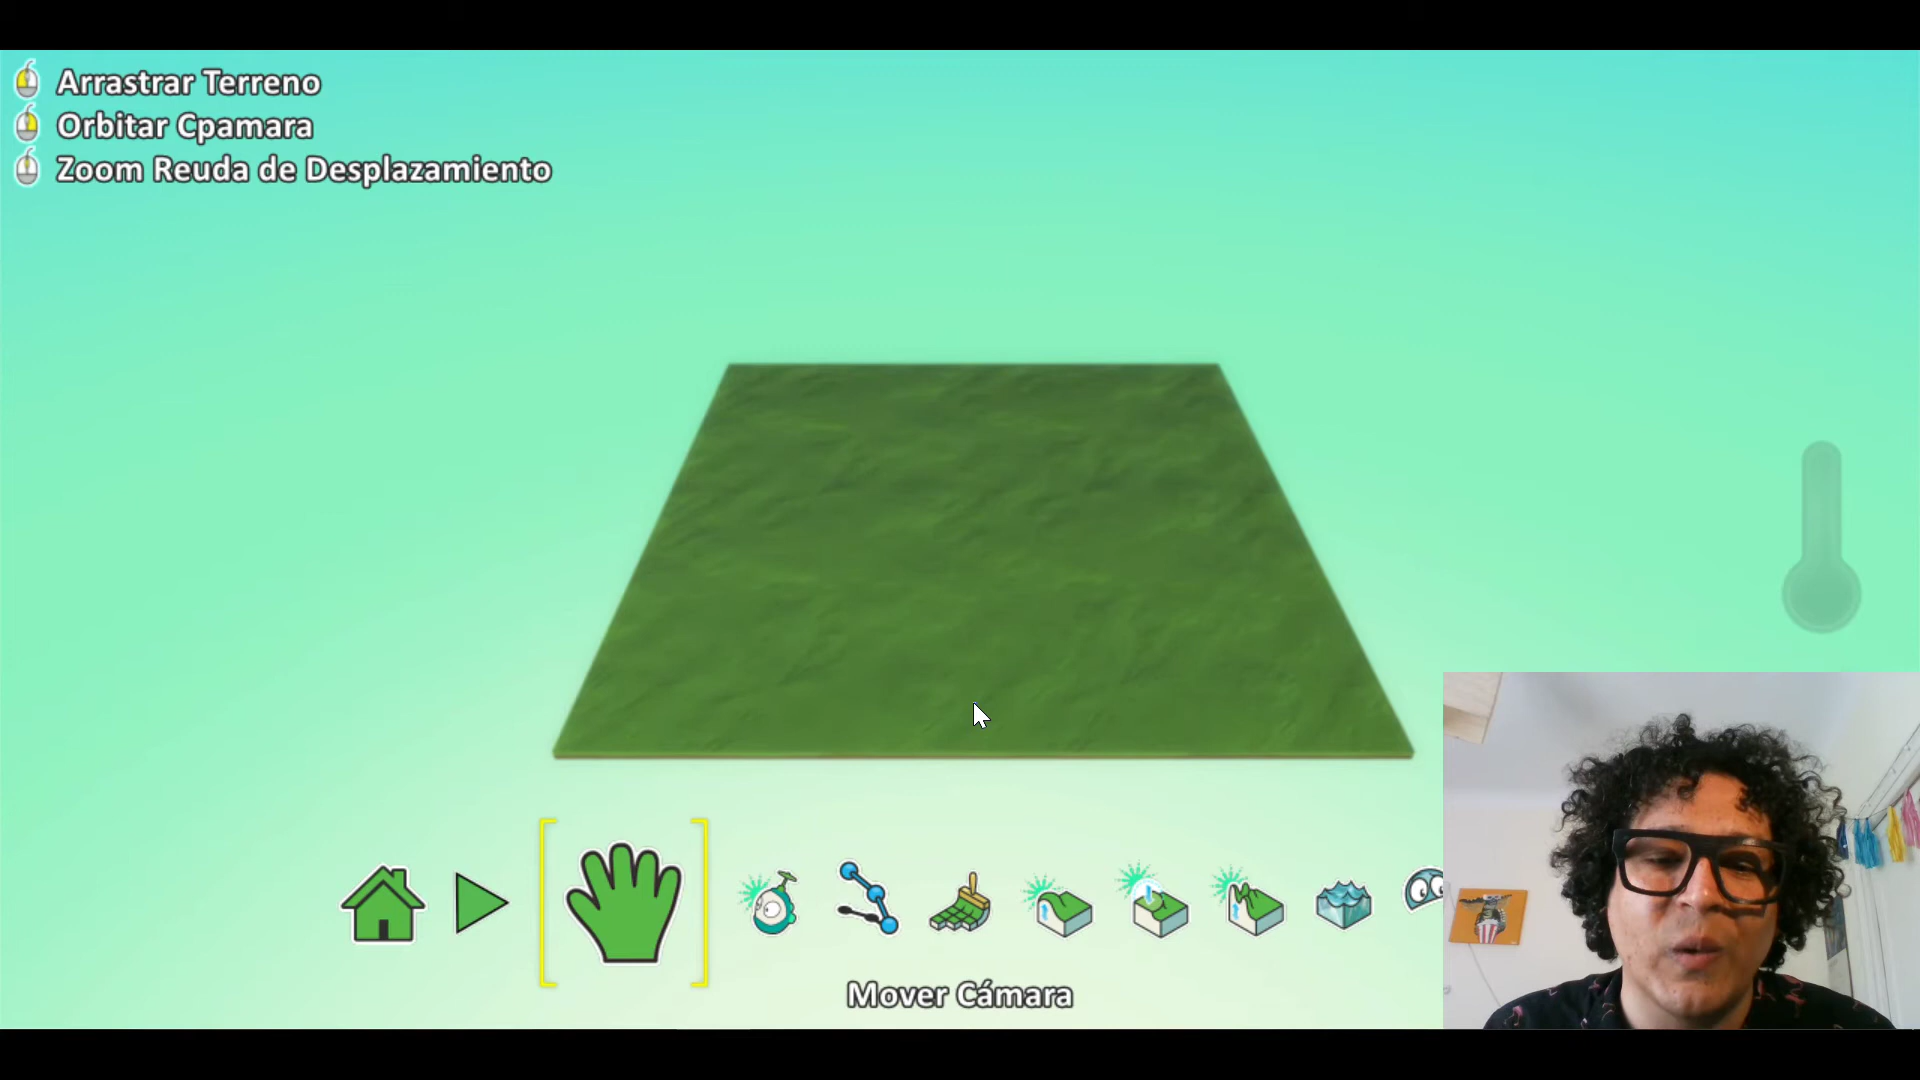 Arrastrar Terreno
Orbitar Cpamara
Zoom Reuda de Desplazamiento
Mover Cámara